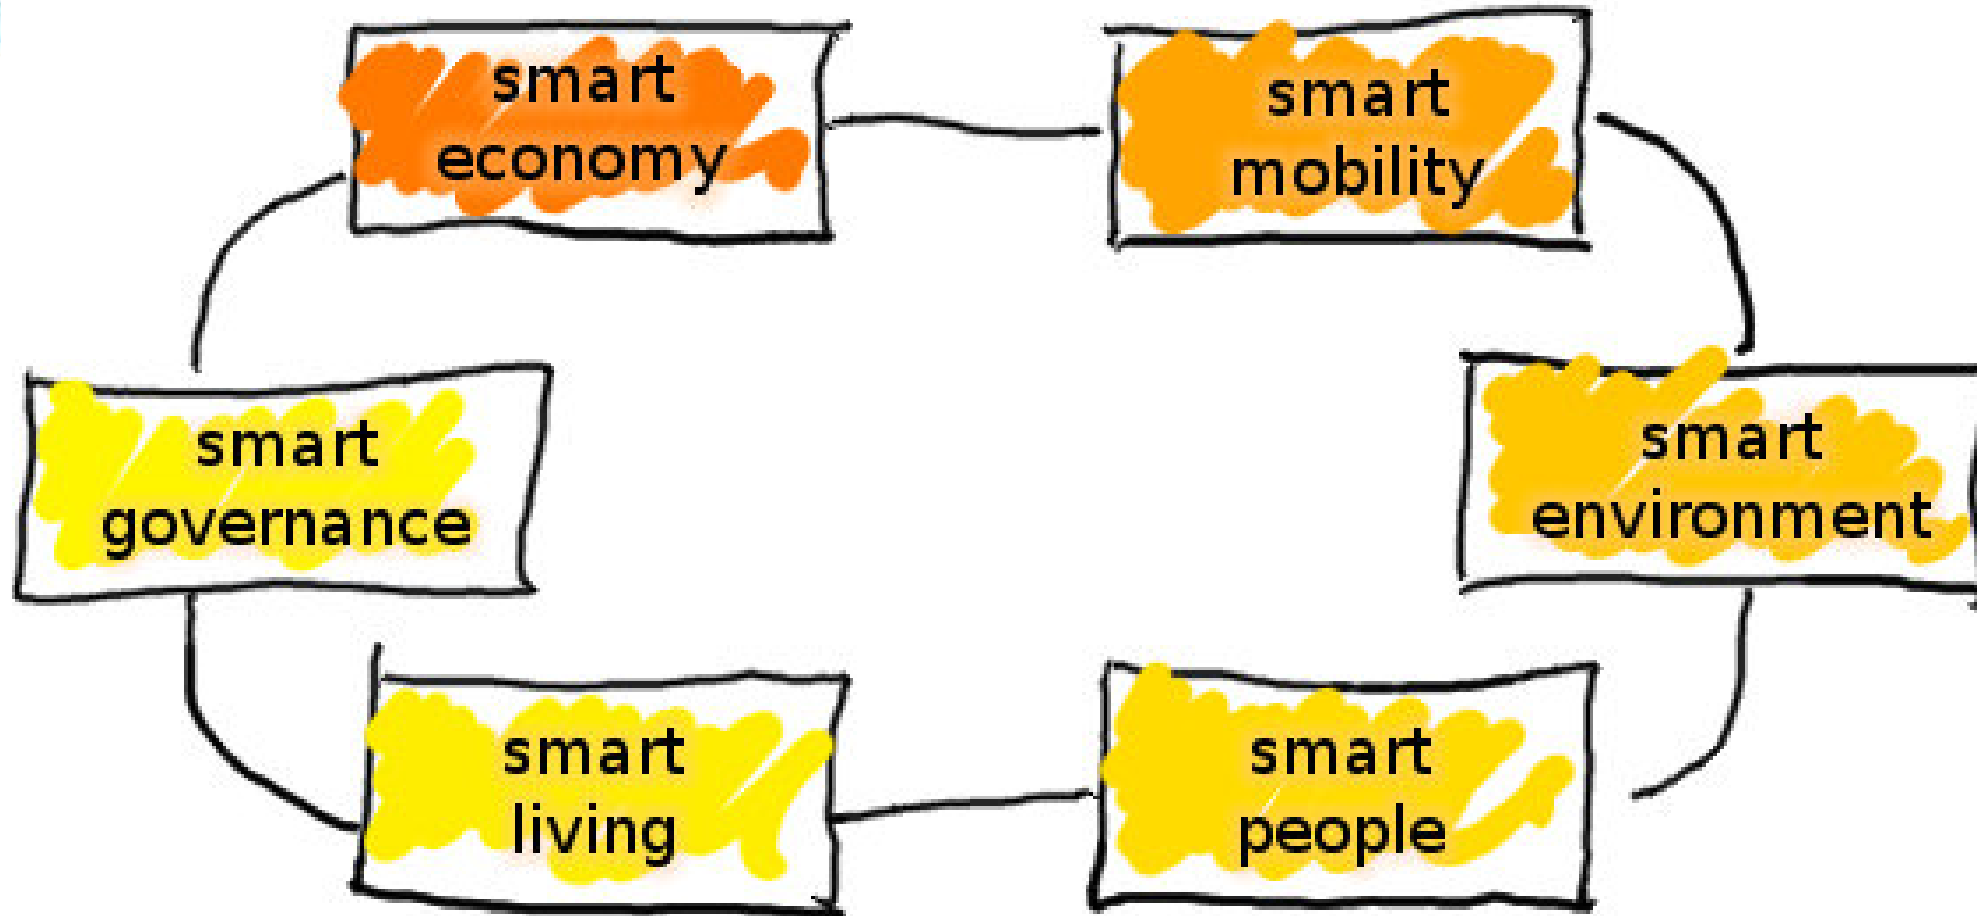 smart
economy
smart
mobility
smart
governance
smart
environment
smart
living
smart
people